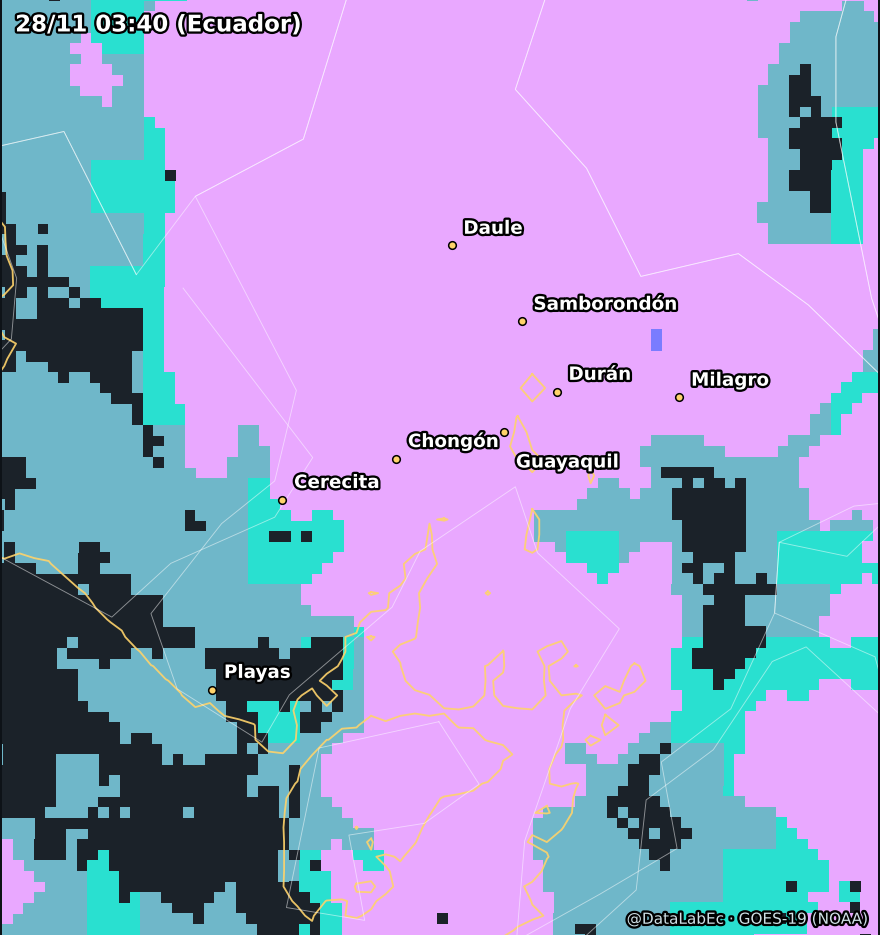 28/11 03:40 (Ecuador)
Daule
Samborondón
Durán
Milagro
Chongón
Guayaquil
Cerecita
Playas
@DataLabEc · GOES-19 (NOAA)